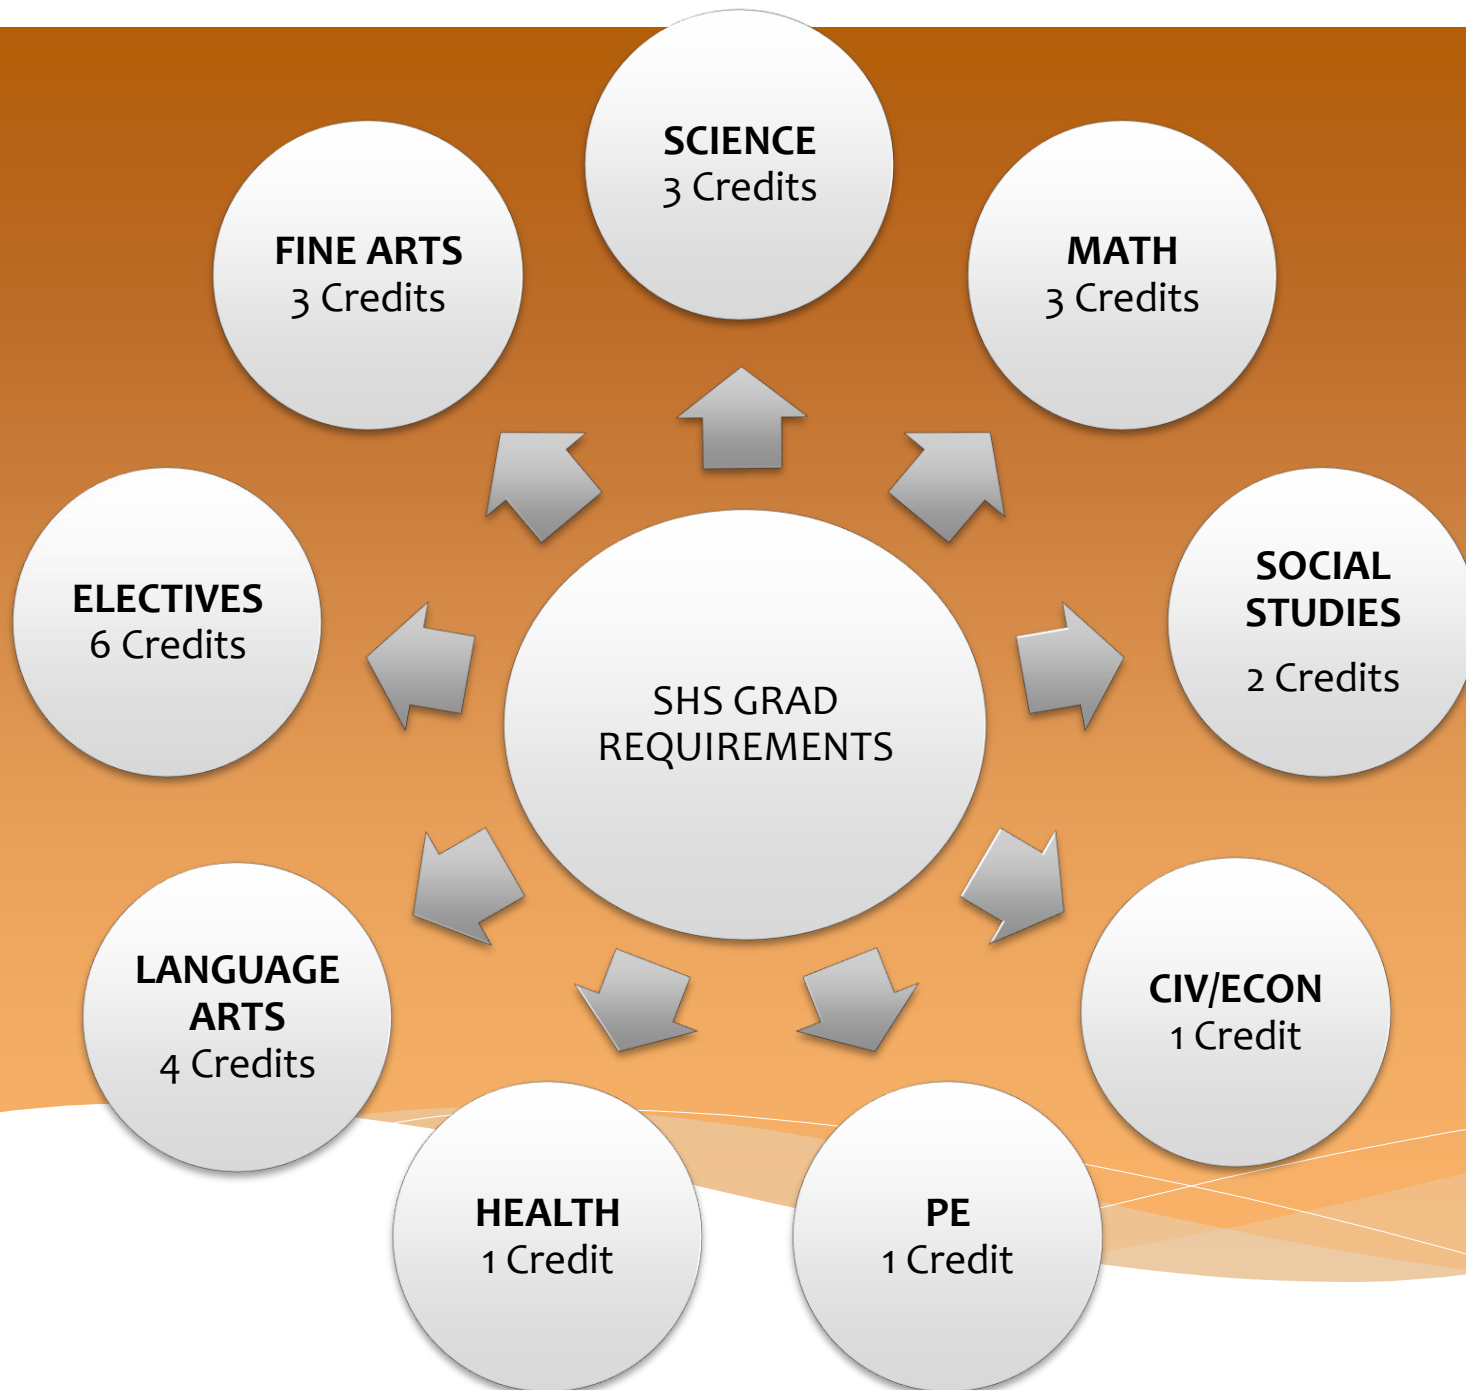 SCIENCE
3 Credits
FINE ARTS
3 Credits
MATH
3 Credits
ELECTIVES
6 Credits
SOCIAL
STUDIES
2 Credits
SHS GRAD
REQUIREMENTS
LANGUAGE
ARTS
4 Credits
CIV/ECON
1 Credit
HEALTH
1 Credit
PE
1 Credit